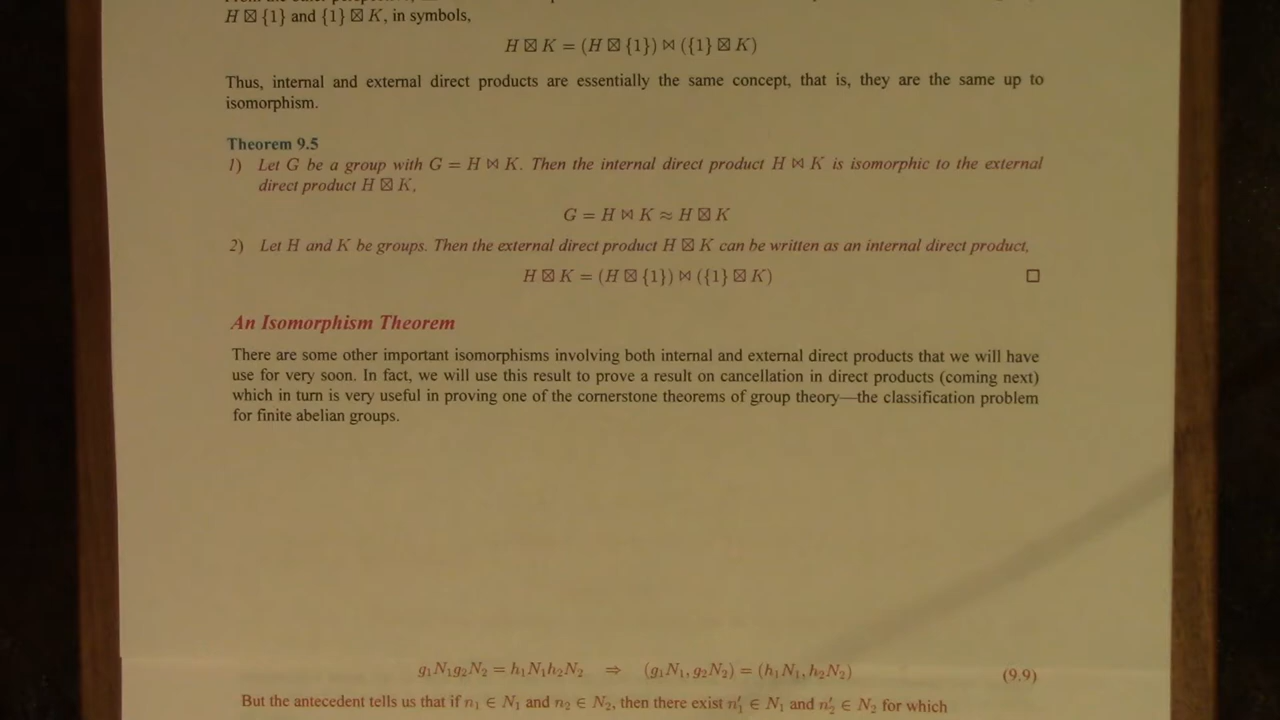 H ⊠ {1} and {1} ⊠ K, in symbols,
H ⊠ K = (H ⊠ {1}) ⋈ ({1} ⊠ K)
Thus, internal and external direct products are essentially the same concept, that is, they are the same up to
isomorphism.
Theorem 9.5
1) Let G be a group with G = H ⋈ K. Then the internal direct product H ⋈ K is isomorphic to the external
direct product H ⊠ K,
G = H ⋈ K ≈ H ⊠ K
2) Let H and K be groups. Then the external direct product H ⊠ K can be written as an internal direct product,
H ⊠ K = (H ⊠ {1}) ⋈ ({1} ⊠ K) □
An Isomorphism Theorem
There are some other important isomorphisms involving both internal and external direct products that we will have
use for very soon. In fact, we will use this result to prove a result on cancellation in direct products (coming next)
which in turn is very useful in proving one of the cornerstone theorems of group theory—the classification problem
for finite abelian groups.
g₁N₁g₂N₂ = h₁N₁h₂N₂ ⇒ (g₁N₁, g₂N₂) = (h₁N₁, h₂N₂) (9.9)
But the antecedent tells us that if n₁ ∈ N₁ and n₂ ∈ N₂, then there exist n₁′ ∈ N₁ and n₂′ ∈ N₂ for which